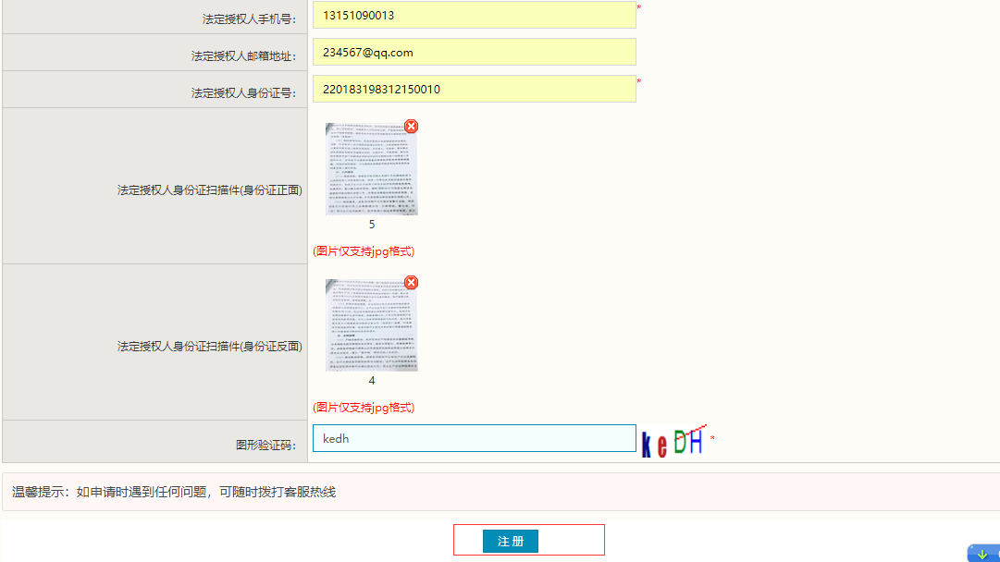 法定授权人手机号： 13151090013 *
法定授权人邮箱地址： 234567@qq.com
法定授权人身份证号： 220183198312150010 *
法定授权人身份证扫描件(身份证正面)
5
(图片仅支持jpg格式)
法定授权人身份证扫描件(身份证反面)
4
(图片仅支持jpg格式)
图形验证码： kedh keDH *
温馨提示：如申请时遇到任何问题，可随时拨打客服热线
注 册